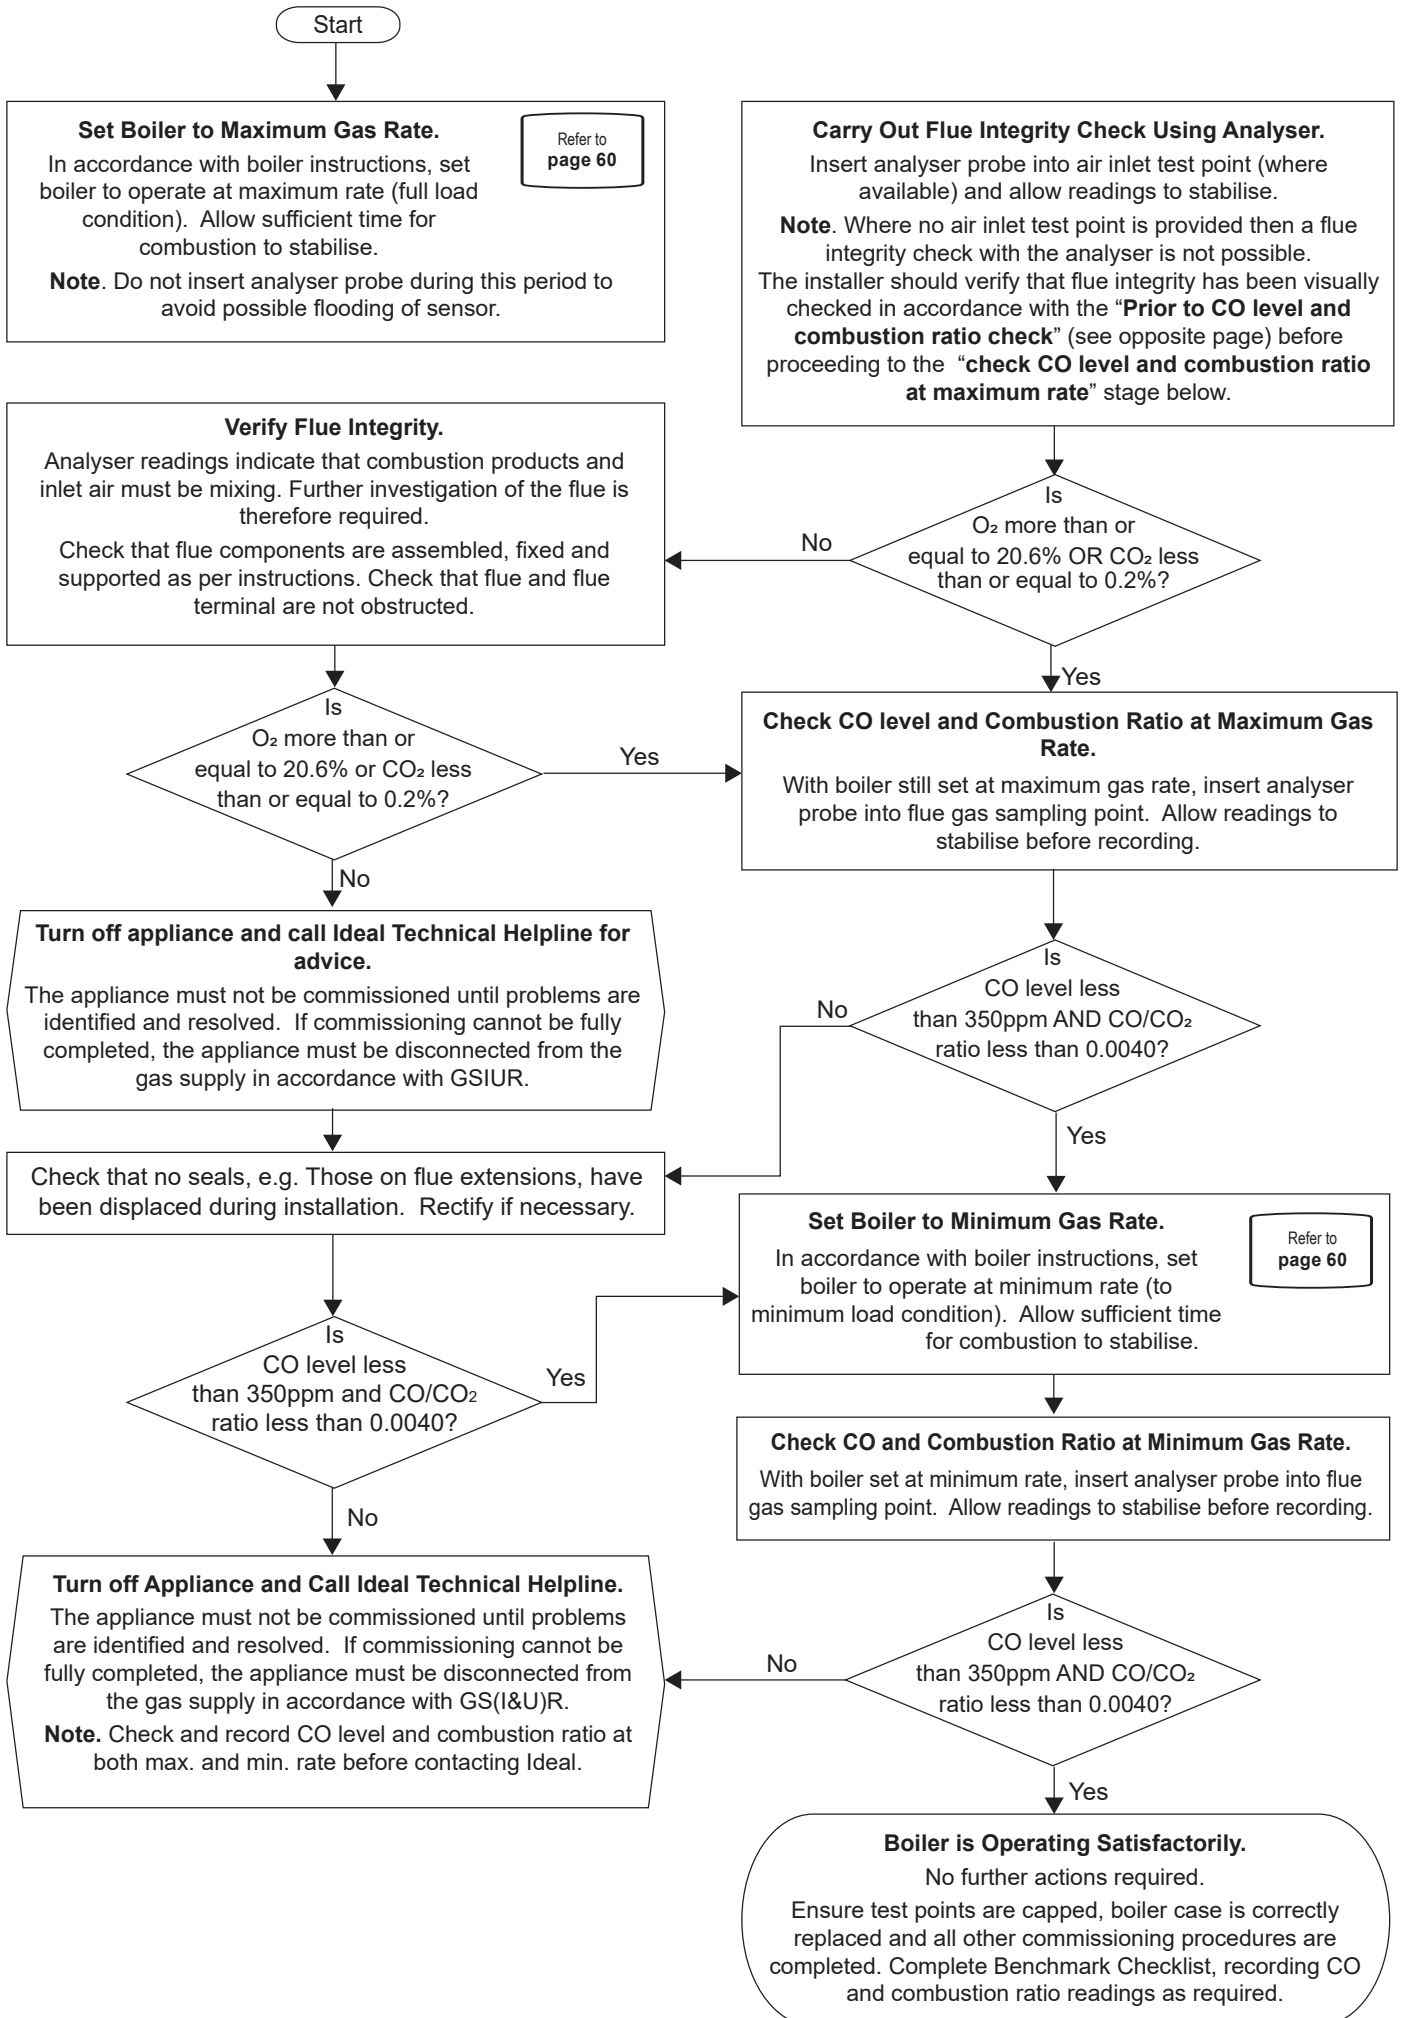 Start
Set Boiler to Maximum Gas Rate.
In accordance with boiler instructions, set
boiler to operate at maximum rate (full load
condition).  Allow sufficient time for
combustion to stabilise.
Note. Do not insert analyser probe during this period to
avoid possible flooding of sensor.
Refer to
page 60
Carry Out Flue Integrity Check Using Analyser.
Insert analyser probe into air inlet test point (where
available) and allow readings to stabilise.
Note. Where no air inlet test point is provided then a flue
integrity check with the analyser is not possible.
The installer should verify that flue integrity has been visually
checked in accordance with the “Prior to CO level and
combustion ratio check” (see opposite page) before
proceeding to the  “check CO level and combustion ratio
at maximum rate” stage below.
Is
O₂ more than or
equal to 20.6% OR CO₂ less
than or equal to 0.2%?
No
Yes
Verify Flue Integrity.
Analyser readings indicate that combustion products and
inlet air must be mixing. Further investigation of the flue is
therefore required.
Check that flue components are assembled, fixed and
supported as per instructions. Check that flue and flue
terminal are not obstructed.
Is
O₂ more than or
equal to 20.6% or CO₂ less
than or equal to 0.2%?
Yes
No
Check CO level and Combustion Ratio at Maximum Gas
Rate.
With boiler still set at maximum gas rate, insert analyser
probe into flue gas sampling point.  Allow readings to
stabilise before recording.
Turn off appliance and call Ideal Technical Helpline for
advice.
The appliance must not be commissioned until problems are
identified and resolved.  If commissioning cannot be fully
completed, the appliance must be disconnected from the
gas supply in accordance with GSIUR.
Is
CO level less
than 350ppm AND CO/CO₂
ratio less than 0.0040?
No
Yes
Check that no seals, e.g. Those on flue extensions, have
been displaced during installation.  Rectify if necessary.
Set Boiler to Minimum Gas Rate.
In accordance with boiler instructions, set
boiler to operate at minimum rate (to
minimum load condition).  Allow sufficient time
for combustion to stabilise.
Refer to
page 60
Is
CO level less
than 350ppm and CO/CO₂
ratio less than 0.0040?
Yes
No
Check CO and Combustion Ratio at Minimum Gas Rate.
With boiler set at minimum rate, insert analyser probe into flue
gas sampling point.  Allow readings to stabilise before recording.
Turn off Appliance and Call Ideal Technical Helpline.
The appliance must not be commissioned until problems
are identified and resolved.  If commissioning cannot be
fully completed, the appliance must be disconnected from
the gas supply in accordance with GS(I&U)R.
Note. Check and record CO level and combustion ratio at
both max. and min. rate before contacting Ideal.
Is
CO level less
than 350ppm AND CO/CO₂
ratio less than 0.0040?
No
Yes
Boiler is Operating Satisfactorily.
No further actions required.
Ensure test points are capped, boiler case is correctly
replaced and all other commissioning procedures are
completed. Complete Benchmark Checklist, recording CO
and combustion ratio readings as required.